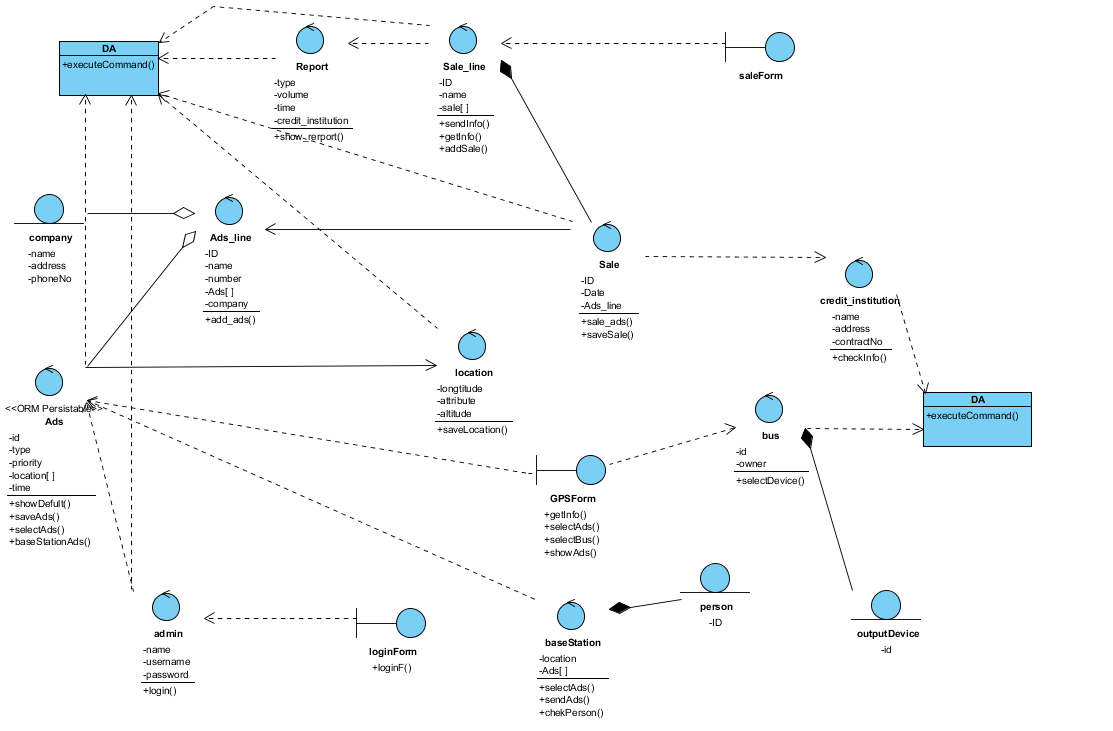 DA
+executeCommand()
Report
-type
-volume
-time
-credit_institution
+show_rerport()
Sale_line
-ID
-name
-sale[ ]
+sendInfo()
+getInfo()
+addSale()
saleForm
company
-name
-address
-phoneNo
Ads_line
-ID
-name
-number
-Ads[ ]
-company
+add_ads()
Sale
-ID
-Date
-Ads_line
+sale_ads()
+saveSale()
credit_institution
-name
-address
-contractNo
+checkInfo()
location
-longtitude
-attribute
-altitude
+saveLocation()
<<ORM Persistable>>
Ads
-id
-type
-priority
-location[ ]
-time
+showDefult()
+saveAds()
+selectAds()
+baseStationAds()
DA
+executeCommand()
bus
-id
-owner
+selectDevice()
GPSForm
+getInfo()
+selectAds()
+selectBus()
+showAds()
admin
-name
-username
-password
+login()
loginForm
+loginF()
baseStation
-location
-Ads[ ]
+selectAds()
+sendAds()
+chekPerson()
person
-ID
outputDevice
-id